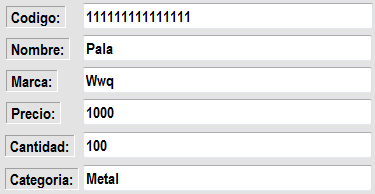 Codigo: 111111111111111
Nombre: Pala
Marca: Wwq
Precio: 1000
Cantidad: 100
Categoria: Metal